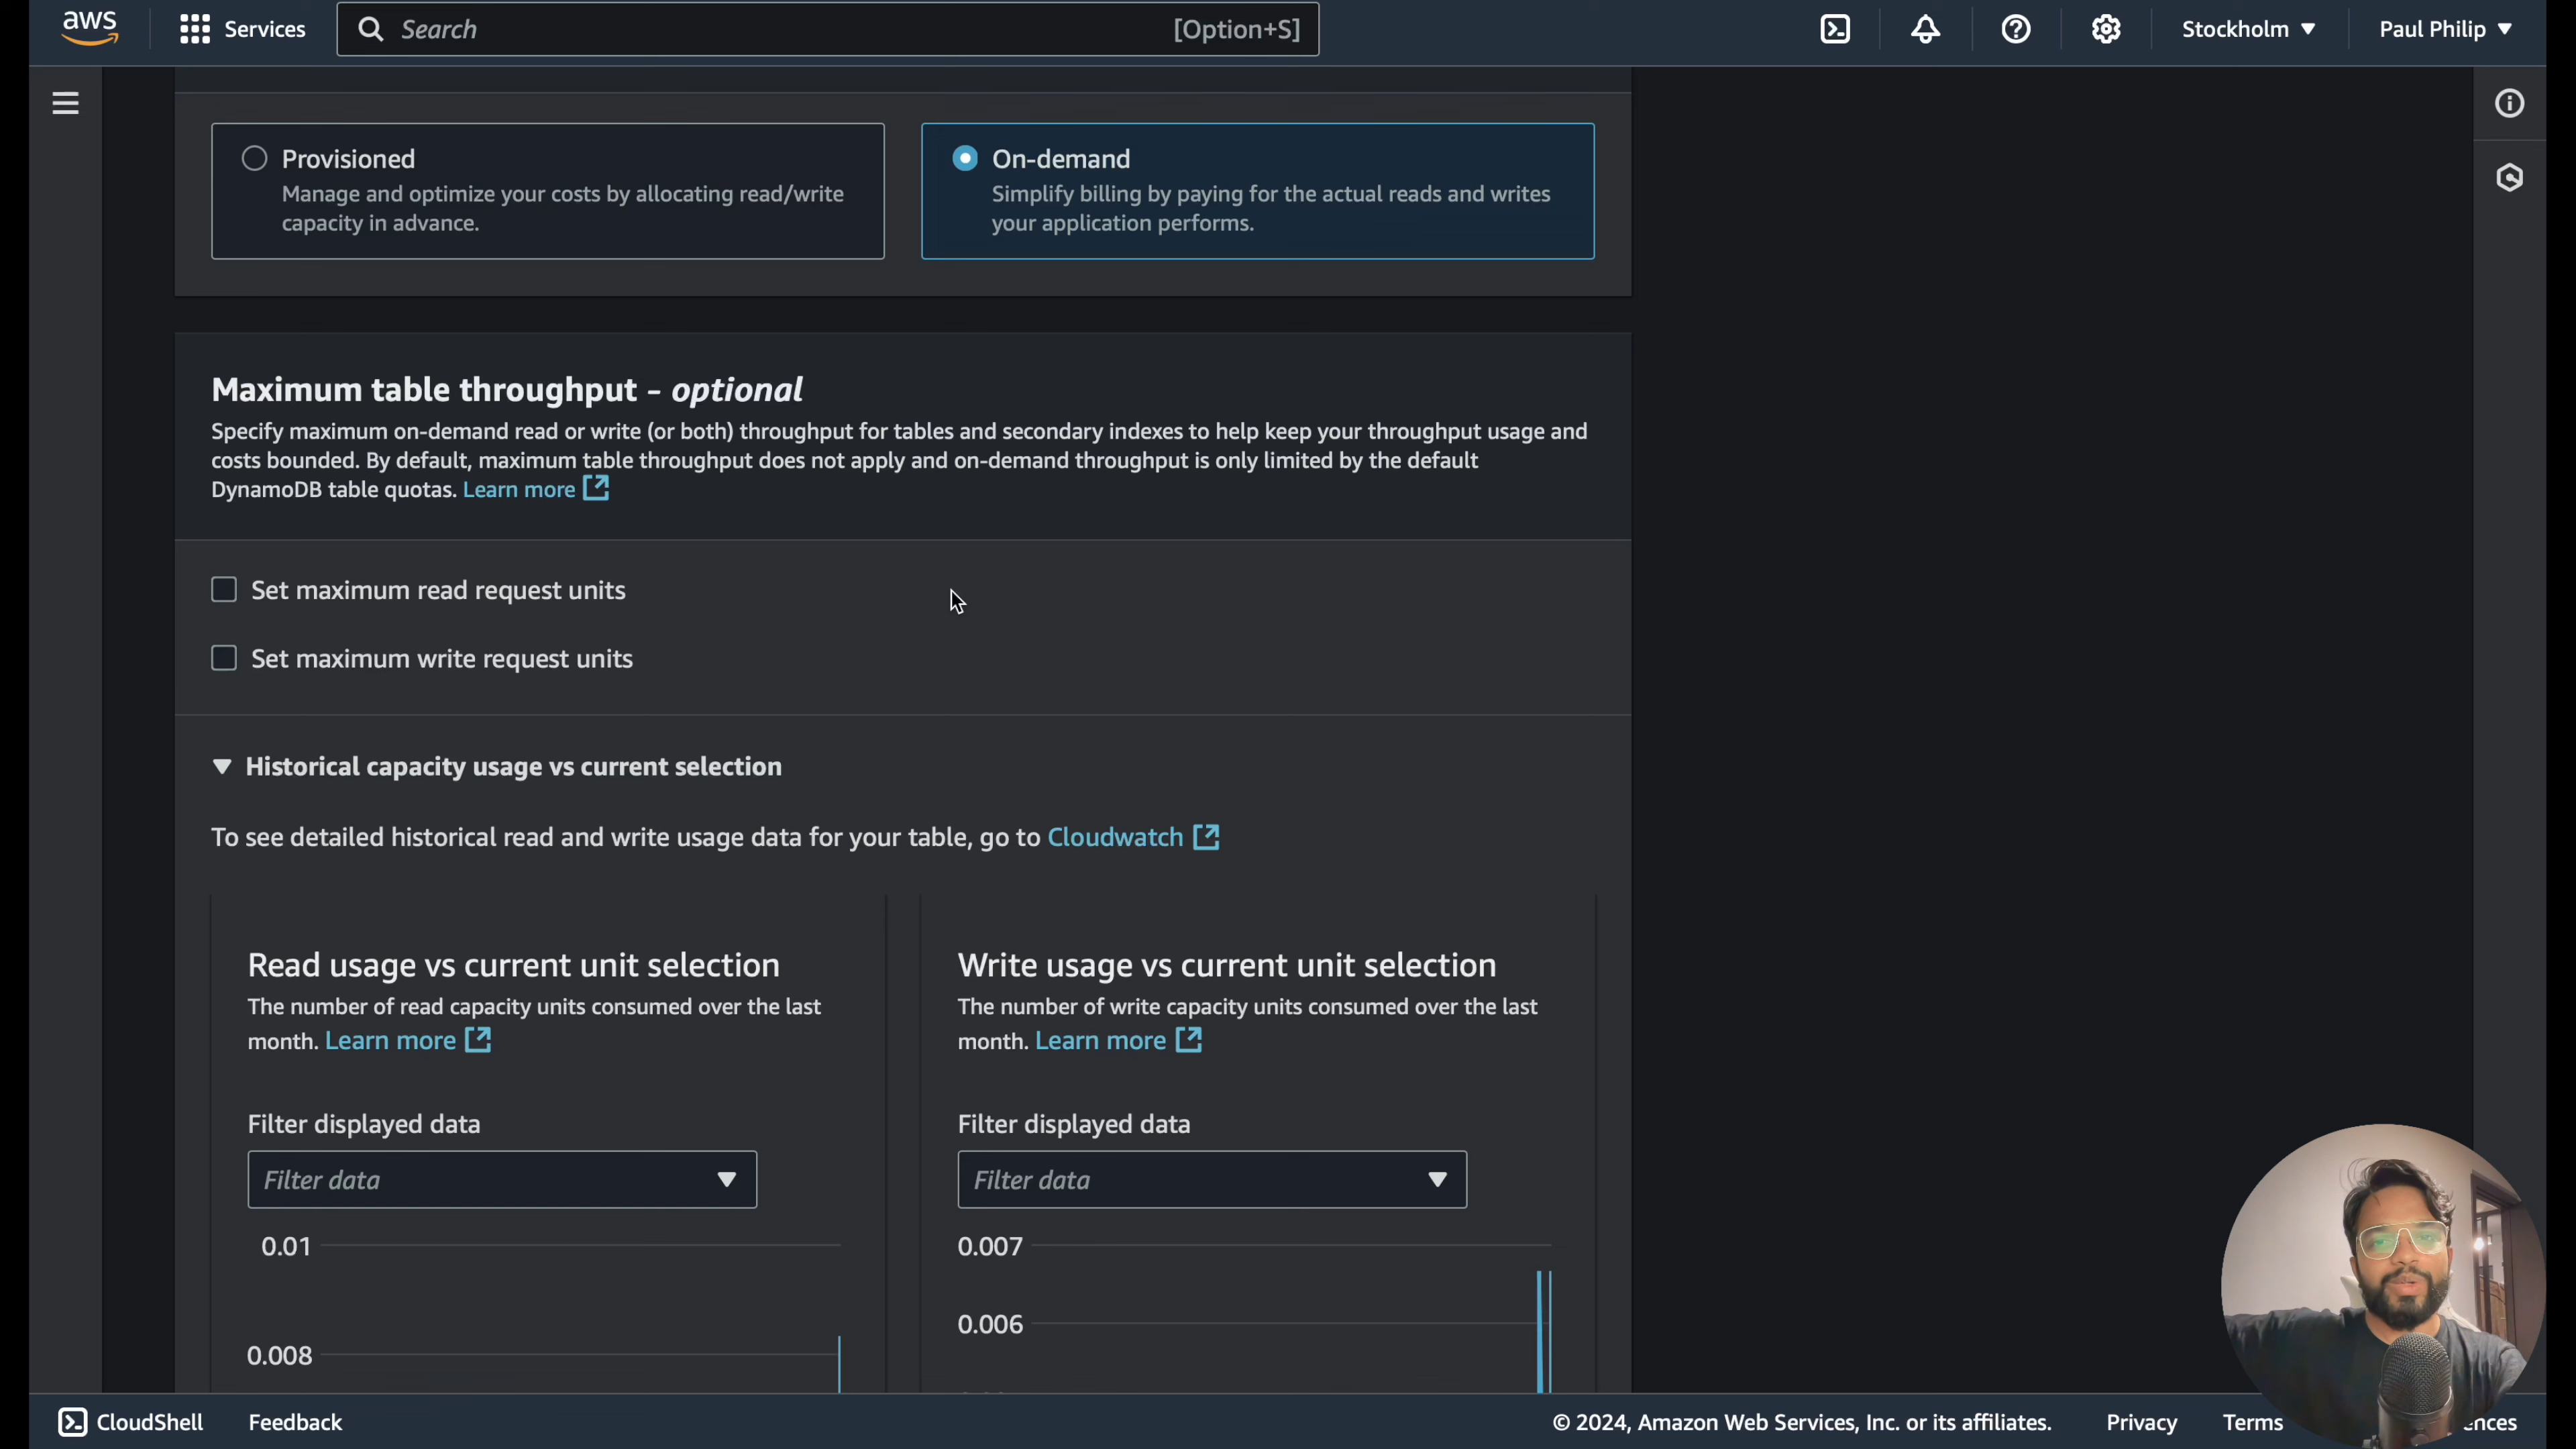 aws
Services
Search
[Option+S]
Stockholm
Paul Philip
Provisioned
Manage and optimize your costs by allocating read/write
capacity in advance.
On-demand
Simplify billing by paying for the actual reads and writes
your application performs.
Maximum table throughput - optional
Specify maximum on-demand read or write (or both) throughput for tables and secondary indexes to help keep your throughput usage and
costs bounded. By default, maximum table throughput does not apply and on-demand throughput is only limited by the default
DynamoDB table quotas. Learn more
Set maximum read request units
Set maximum write request units
Historical capacity usage vs current selection
To see detailed historical read and write usage data for your table, go to Cloudwatch
Read usage vs current unit selection
The number of read capacity units consumed over the last
month. Learn more
Filter displayed data
Filter data
0.01
0.008
Write usage vs current unit selection
The number of write capacity units consumed over the last
month. Learn more
Filter displayed data
Filter data
0.007
0.006
CloudShell
Feedback
© 2024, Amazon Web Services, Inc. or its affiliates.
Privacy
Terms